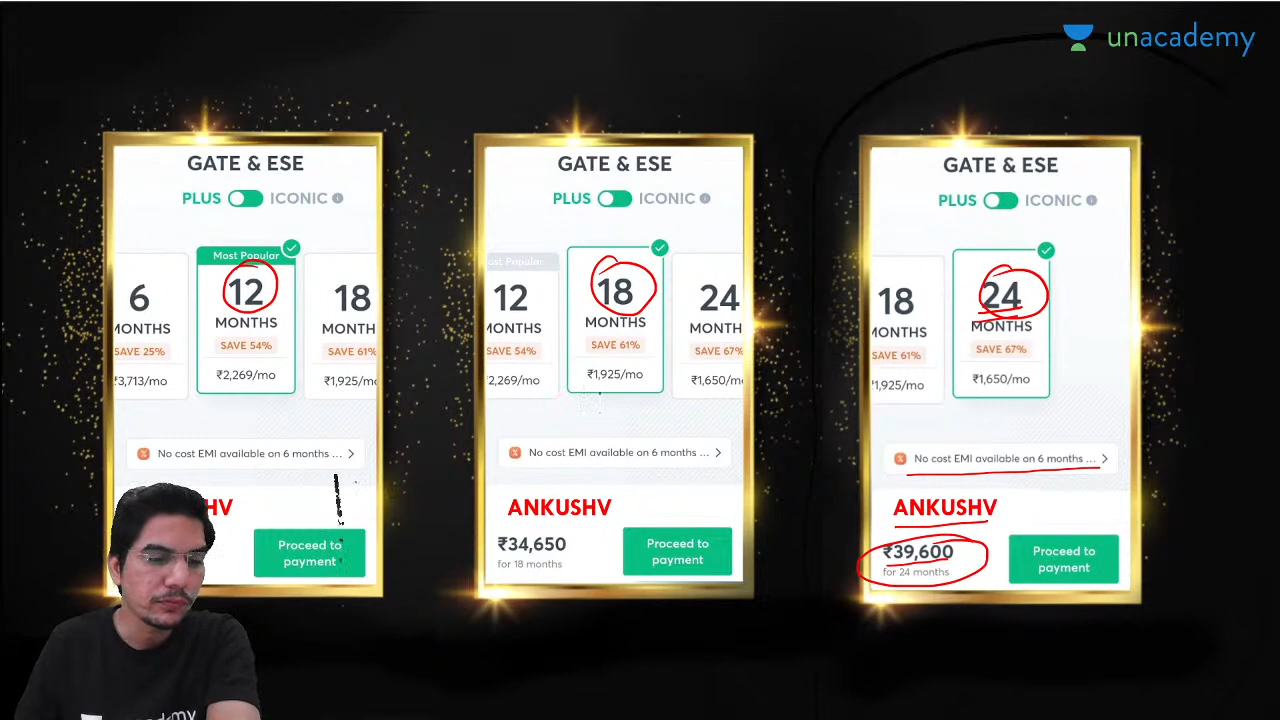 unacademy
GATE & ESE
PLUS ICONIC
Most Popular
6
12
18
MONTHS
MONTHS
MONTHS
SAVE 25%
SAVE 54%
SAVE 61%
₹3,713/mo
₹2,269/mo
₹1,925/mo
No cost EMI available on 6 months ...
HV
Proceed to
payment
GATE & ESE
PLUS ICONIC
ost Popular
12
18
24
MONTHS
MONTHS
MONTHS
SAVE 54%
SAVE 61%
SAVE 67%
₹2,269/mo
₹1,925/mo
₹1,650/mo
No cost EMI available on 6 months ...
ANKUSHV
₹34,650
for 18 months
Proceed to
payment
GATE & ESE
PLUS ICONIC
18
24
MONTHS
MONTHS
SAVE 61%
SAVE 67%
₹1,925/mo
₹1,650/mo
No cost EMI available on 6 months ...
ANKUSHV
₹39,600
for 24 months
Proceed to
payment